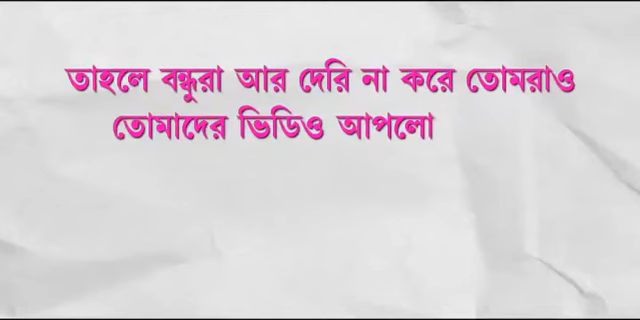 তাহলে বন্ধুরা আর দেরি না করে তোমরাও
তোমাদের ভিডিও আপলো